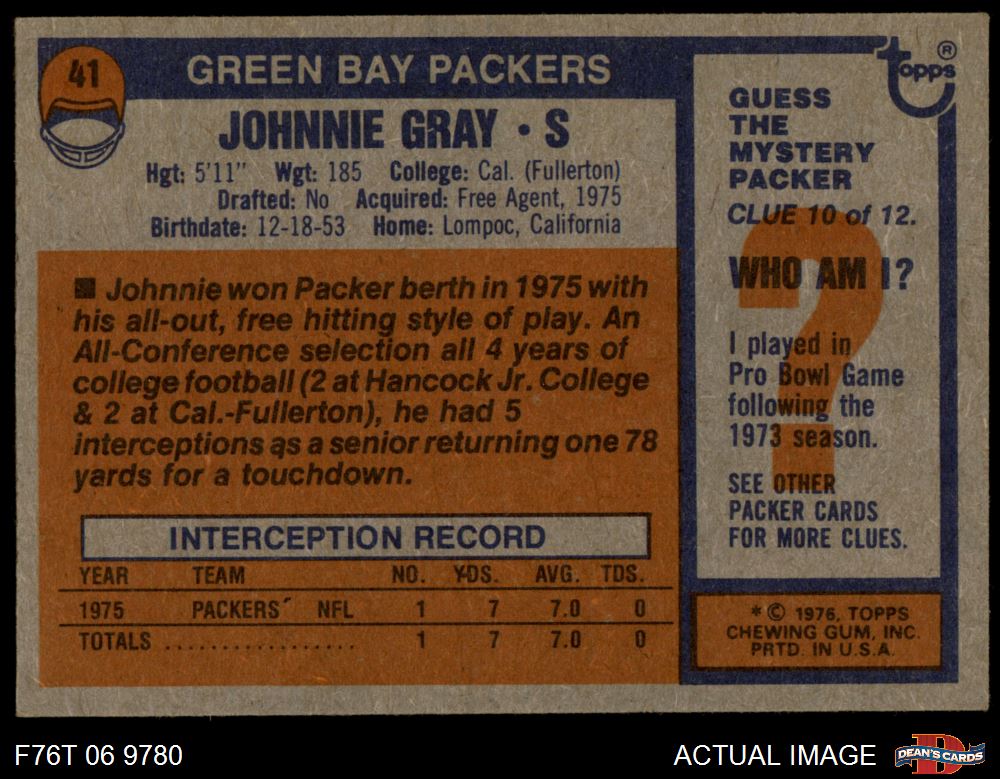 41
GREEN BAY PACKERS
JOHNNIE GRAY • S
Hgt: 5'11" Wgt: 185 College: Cal. (Fullerton)
Drafted: No Acquired: Free Agent, 1975
Birthdate: 12-18-53 Home: Lompoc, California
■ Johnnie won Packer berth in 1975 with
his all-out, free hitting style of play. An
All-Conference selection all 4 years of
college football (2 at Hancock Jr. College
& 2 at Cal.-Fullerton), he had 5
interceptions as a senior returning one 78
yards for a touchdown.
INTERCEPTION RECORD
YEAR TEAM NO. YDS. AVG. TDS.
1975 PACKERS NFL 1 7 7.0 0
TOTALS .................. 1 7 7.0 0
topps ®
GUESS
THE
MYSTERY
PACKER
CLUE 10 of 12.
?
WHO AM I?
I played in
Pro Bowl Game
following the
1973 season.
SEE OTHER
PACKER CARDS
FOR MORE CLUES.
* © 1976, TOPPS
CHEWING GUM, INC.
PRTD. IN U.S.A.
F76T 06 9780
ACTUAL IMAGE
D
DEAN'S CARDS